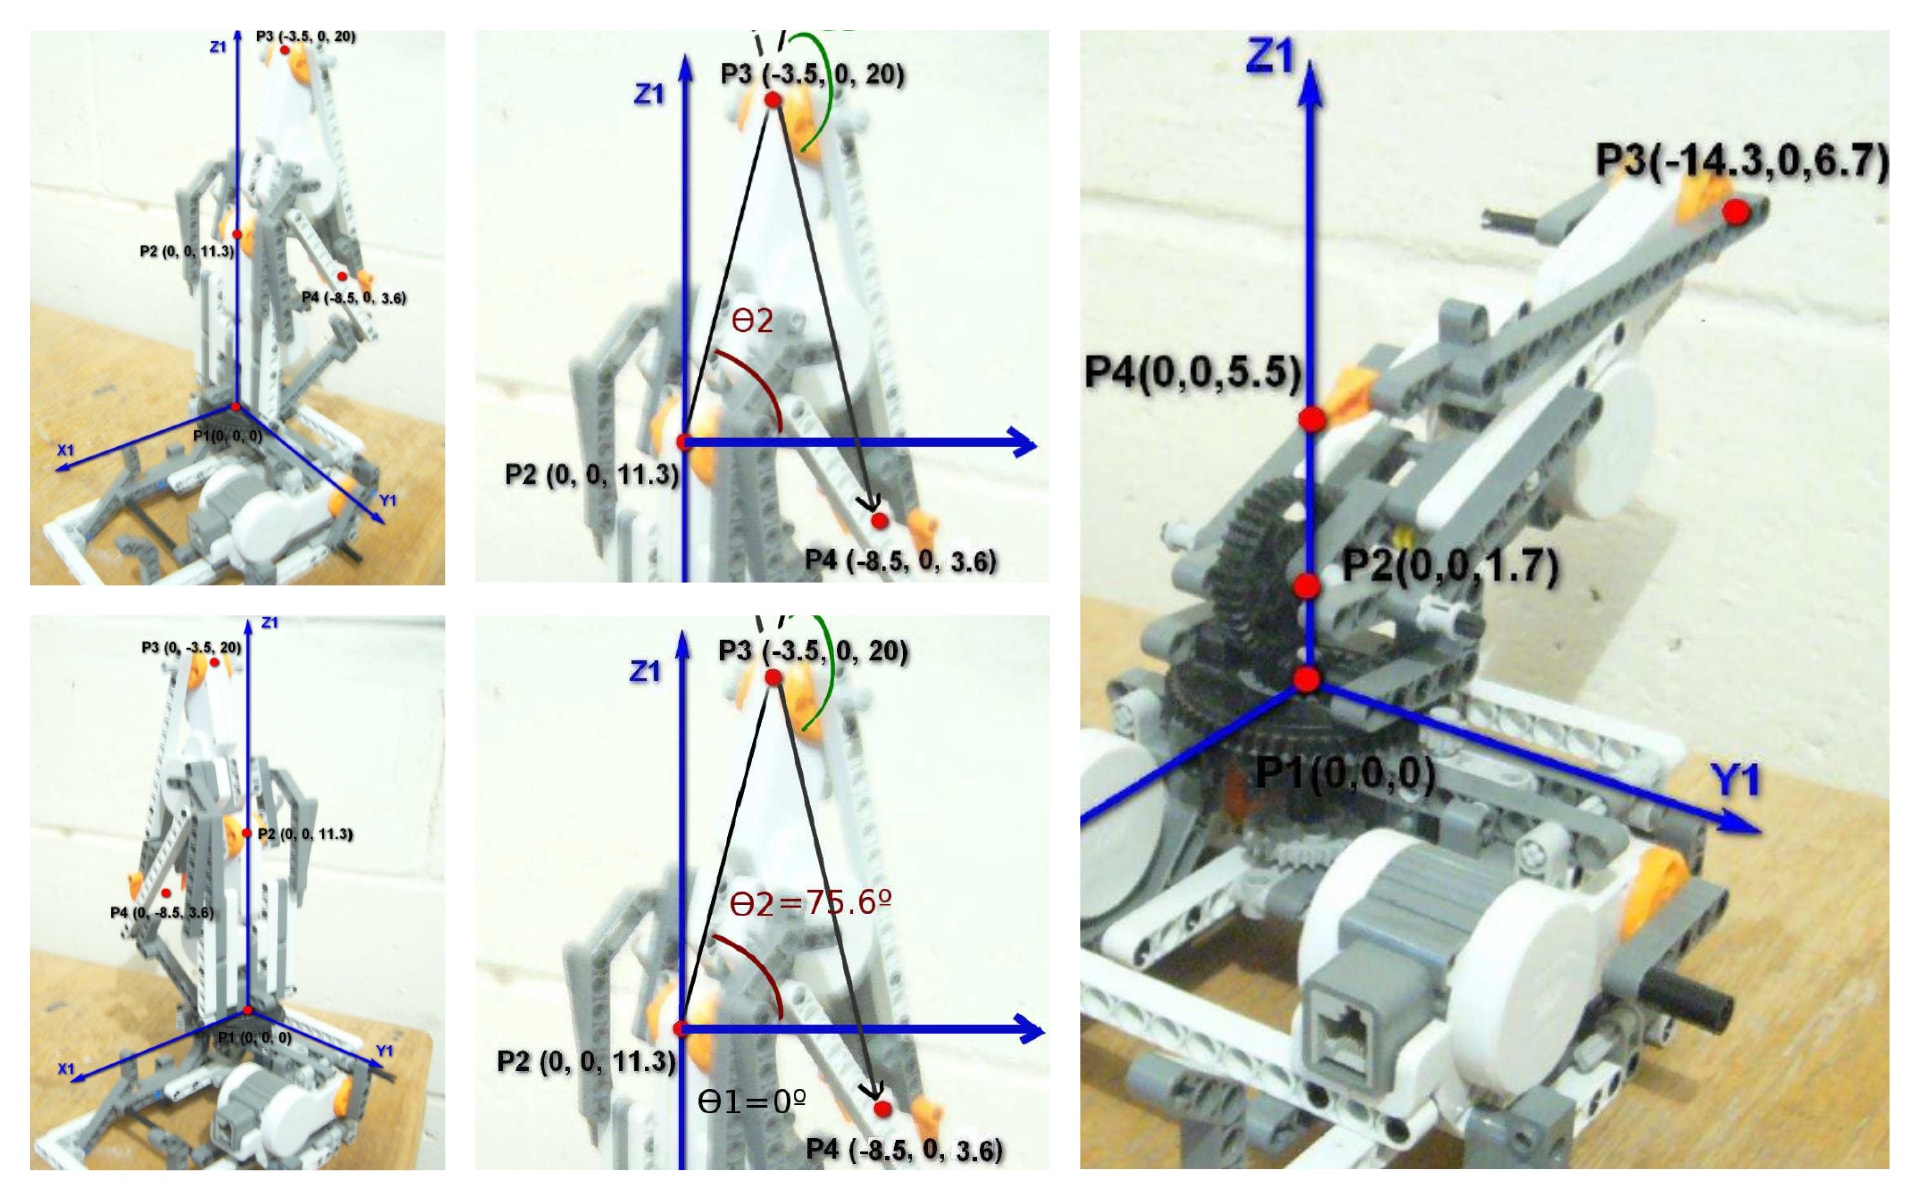 Z1
P3 (-3.5, 0, 20)
P2 (0, 0, 11.3)
P4 (-8.5, 0, 3.6)
P1(0, 0, 0)
X1
Y1
P3 (-3.5, 0, 20)
Z1
Ө2
P2 (0, 0, 11.3)
P4 (-8.5, 0, 3.6)
Z1
P3 (0, -3.5, 20)
P2 (0, 0, 11.3)
P4 (0, -8.5, 3.6)
P1 (0, 0, 0)
X1
Y1
P3 (-3.5, 0, 20)
Z1
Ө2=75.6º
P2 (0, 0, 11.3)
Ө1=0º
P4 (-8.5, 0, 3.6)
Z1
P3(-14.3,0,6.7)
P4(0,0,5.5)
P2(0,0,1.7)
P1(0,0,0)
Y1